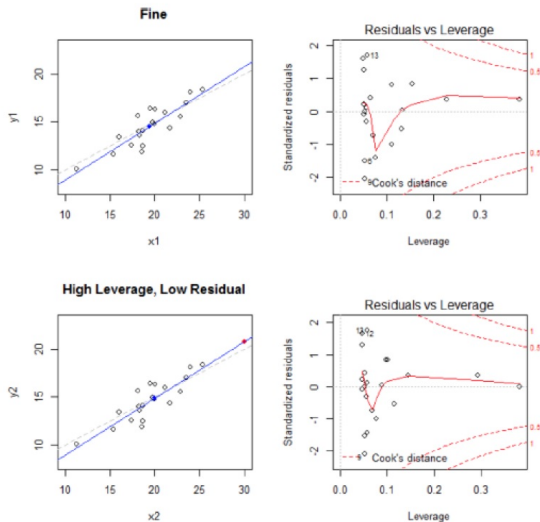 Fine
Residuals vs Leverage
y1
10 15 20
10 15 20 25 30
x1
Standardized residuals
-2 -1 0 1 2
13
1
0.5
0.5
1
Cook's distance
0.0 0.1 0.2 0.3
Leverage
High Leverage, Low Residual
Residuals vs Leverage
y2
10 15 20
10 15 20 25 30
x2
Standardized residuals
-2 -1 0 1 2
1
0.5
0.5
1
Cook's distance
0.0 0.1 0.2 0.3
Leverage